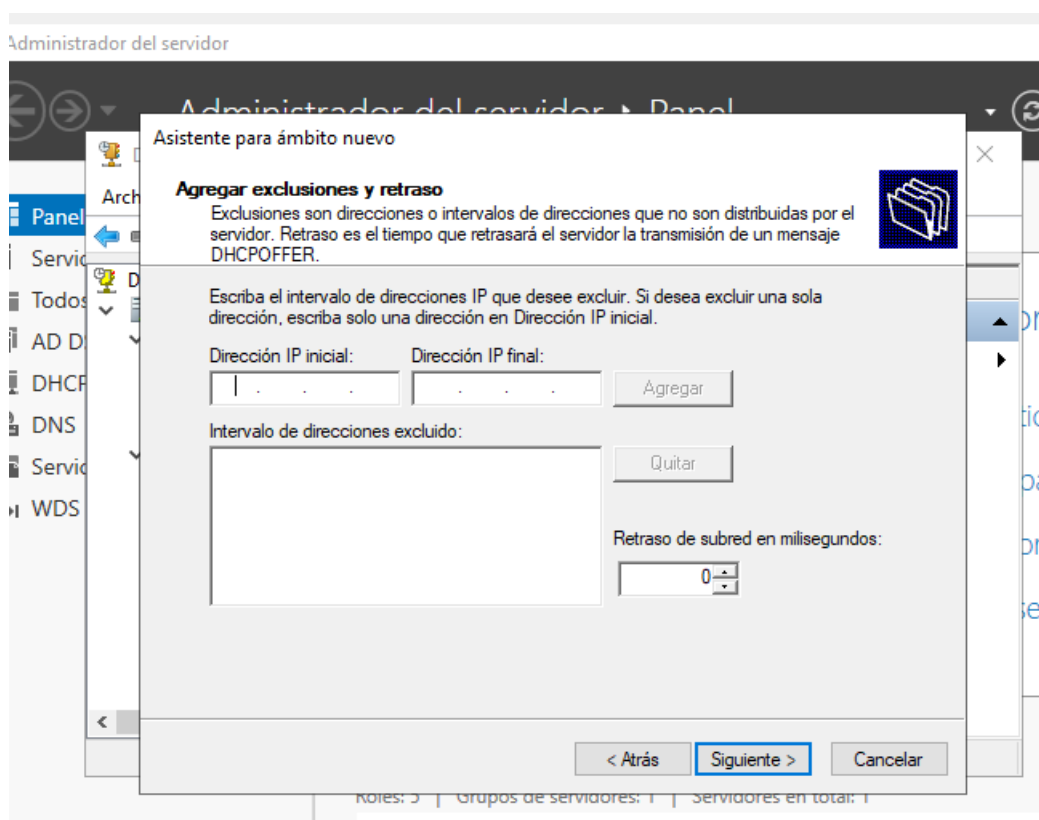 Administrador del servidor
Administrador del servidor ▸ Panel
Asistente para ámbito nuevo
Arch
Agregar exclusiones y retraso
Exclusiones son direcciones o intervalos de direcciones que no son distribuidas por el
servidor. Retraso es el tiempo que retrasará el servidor la transmisión de un mensaje
DHCPOFFER.
Panel
Servic
Todos
AD D
DHCP
DNS
Servic
WDS
D
Escriba el intervalo de direcciones IP que desee excluir. Si desea excluir una sola
dirección, escriba solo una dirección en Dirección IP inicial.
Dirección IP inicial: Dirección IP final:
. . . . . . Agregar
Intervalo de direcciones excluido:
Quitar
Retraso de subred en milisegundos:
0
< Atrás Siguiente > Cancelar
Roles: 5 | Grupos de servidores: 1 | Servidores en total: 1